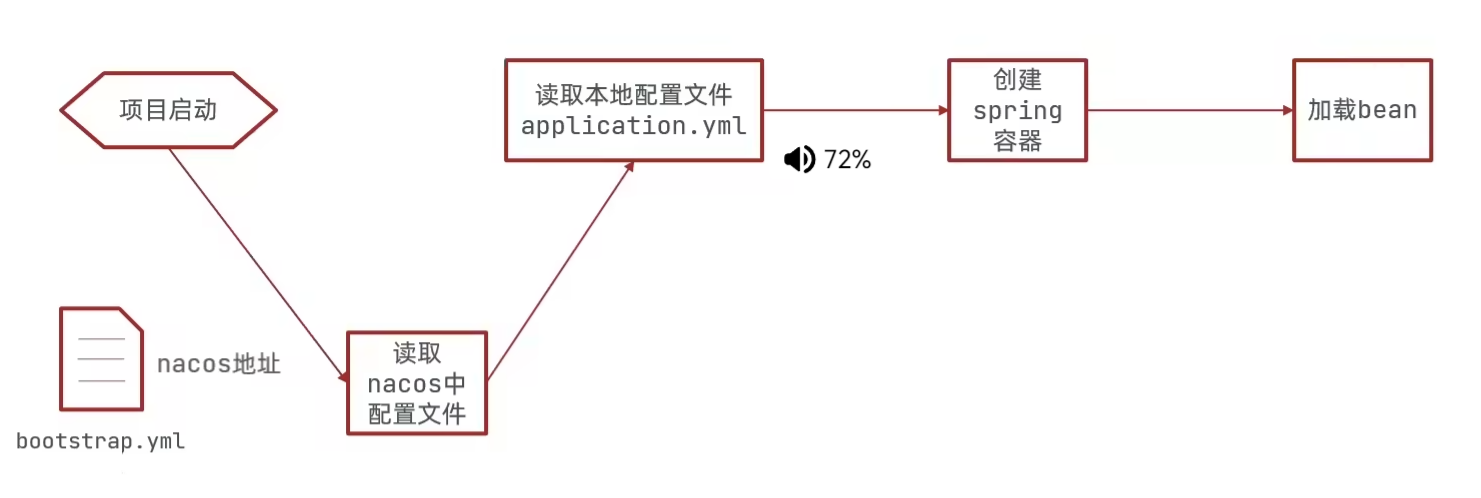 项目启动
读取本地配置文件
application.yml
创建
spring
容器
加载bean
72%
nacos地址
读取
nacos中
配置文件
bootstrap.yml